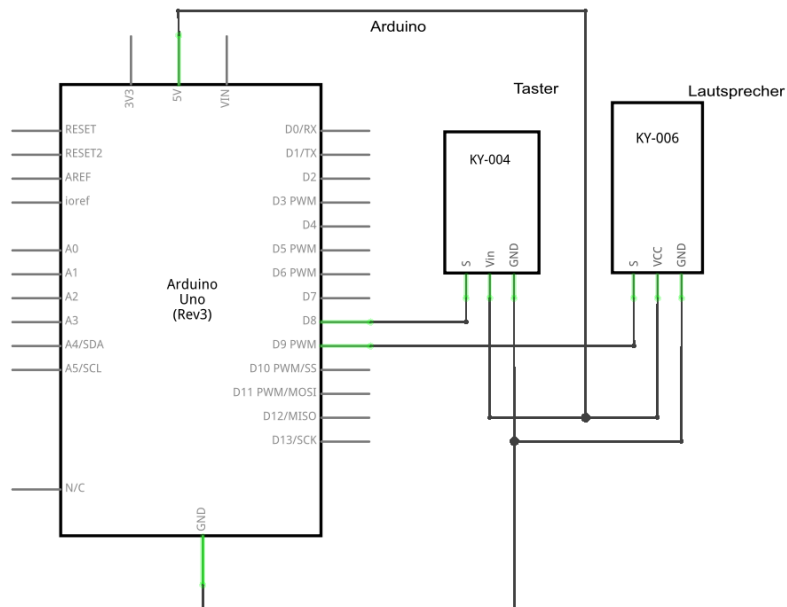 Arduino
Taster
Lautsprecher
3V3
5V
VIN
RESET
RESET2
AREF
ioref
A0
A1
A2
A3
A4/SDA
A5/SCL
N/C
Arduino
Uno
(Rev3)
D0/RX
D1/TX
D2
D3 PWM
D4
D5 PWM
D6 PWM
D7
D8
D9 PWM
D10 PWM/SS
D11 PWM/MOSI
D12/MISO
D13/SCK
GND
KY-004
S
Vin
GND
KY-006
S
VCC
GND